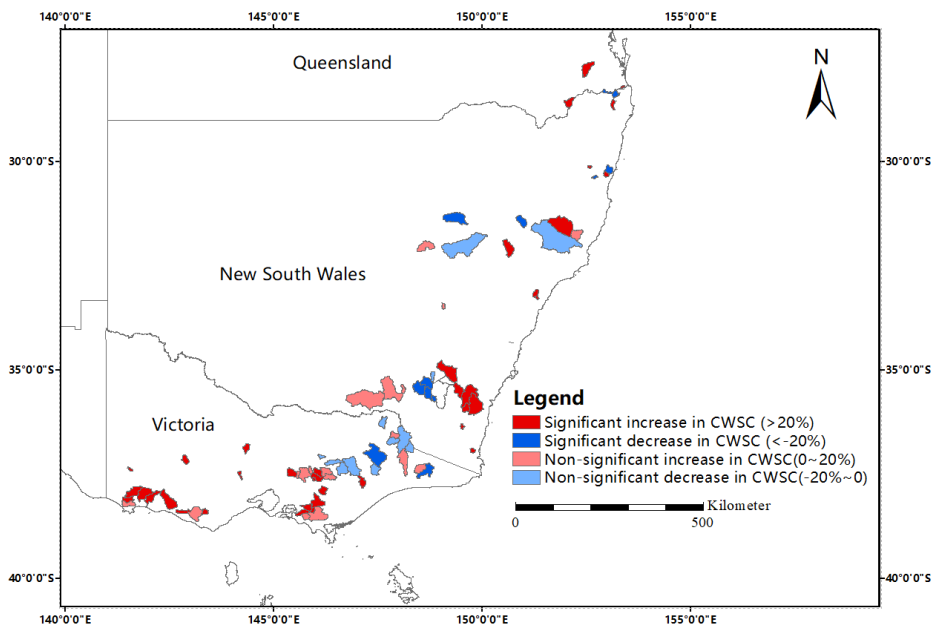 140°0'0"E 145°0'0"E 150°0'0"E 155°0'0"E
Queensland
N
30°0'0"S 30°0'0"S
New South Wales
35°0'0"S 35°0'0"S
Victoria
Legend
Significant increase in CWSC (>20%)
Significant decrease in CWSC (<-20%)
Non-significant increase in CWSC(0~20%)
Non-significant decrease in CWSC(-20%~0)
Kilometer
0 500
40°0'0"S 40°0'0"S
140°0'0"E 145°0'0"E 150°0'0"E 155°0'0"E